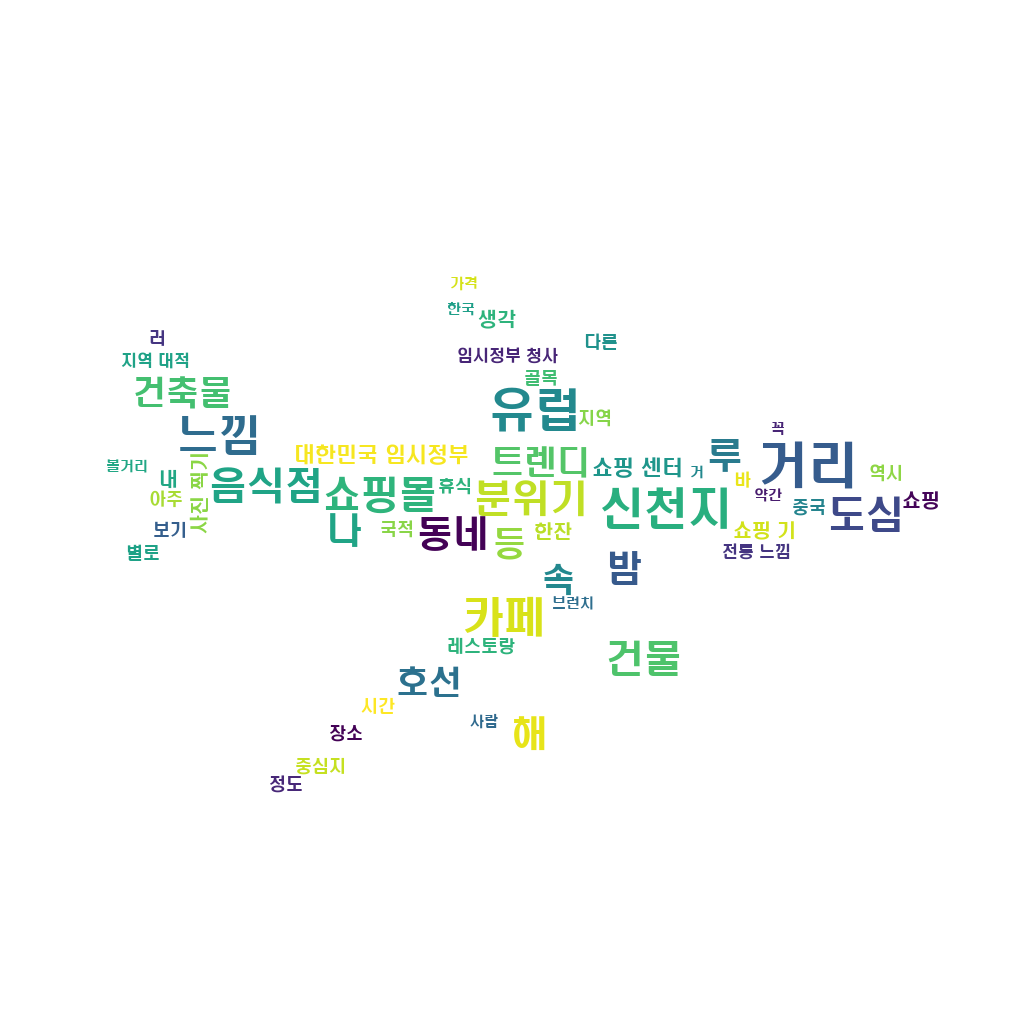 가격
한국
생각
러
다른
지역 대적
임시정부 청사
건축물
골목
유럽
지역
느낌
꼭
거리
루
대한민국 임시정부
트렌디
볼거리
내
사진 찍기
쇼핑 센터
거
역시
음식점
쇼핑몰
휴식
분위기
바
아주
약간
쇼핑
신천지
중국
도심
보기
나
국적
동네
등
한잔
쇼핑 기
별로
전통 느낌
속
밤
브런치
카페
레스토랑
건물
호선
시간
사람
장소
해
중심지
정도